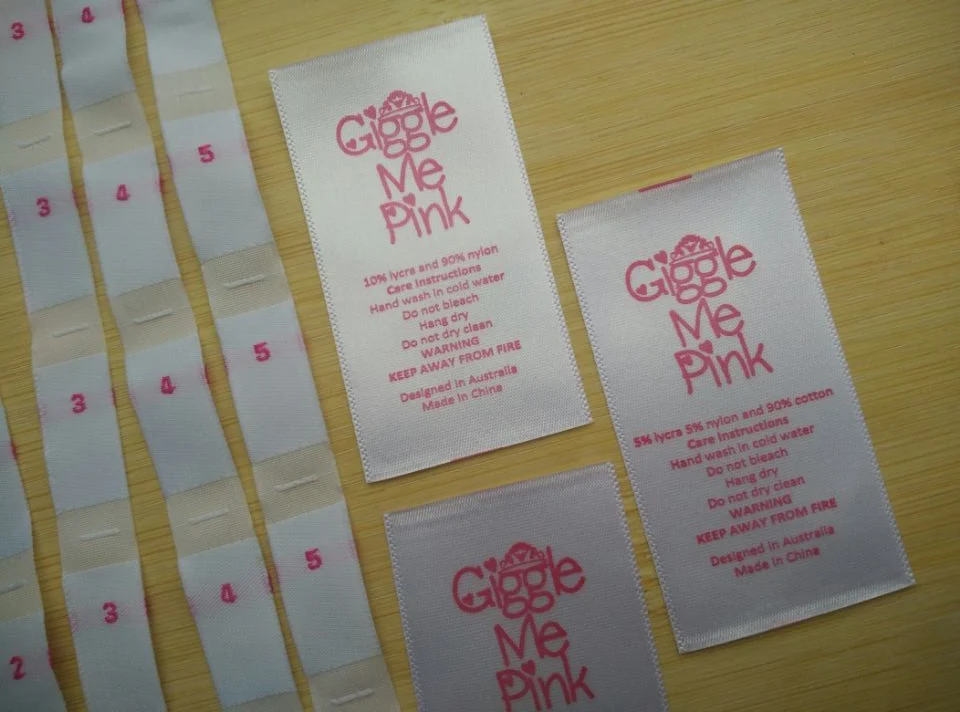 3
3
3
3
4
4
4
4
5
5
5
2
Giggle
Me
Pink
10% lycra and 90% nylon
Care Instructions
Hand wash in cold water
Do not bleach
Hang dry
Do not dry clean
WARNING
KEEP AWAY FROM FIRE
Designed in Australia
Made in China
Giggle
Me
Pink
5% lycra 5% nylon and 90% cotton
Care Instructions
Hand wash in cold water
Do not bleach
Hang dry
Do not dry clean
WARNING
KEEP AWAY FROM FIRE
Designed in Australia
Made in China
Giggle
Me
Pink